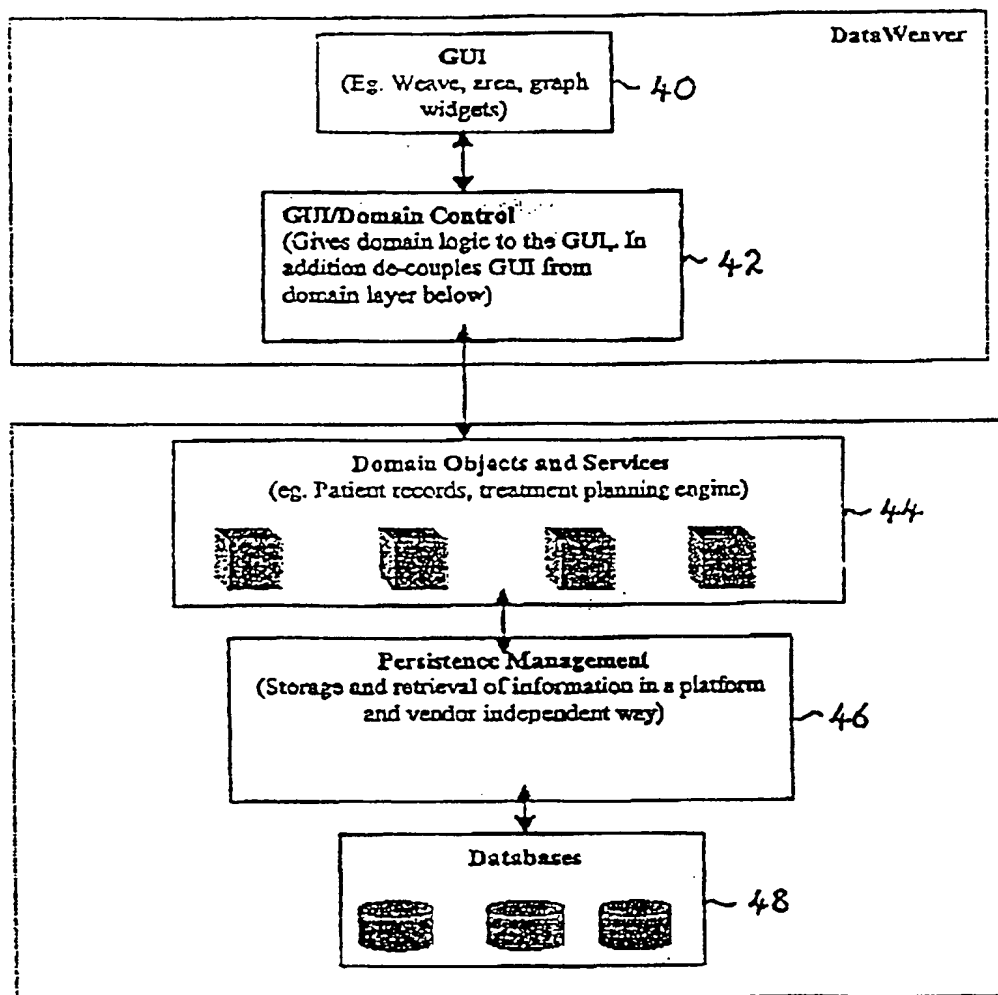 DataWeaver
GUI
(Eg. Weave, area, graph
widgets)
40
GUI/Domain Control
(Gives domain logic to the GUI. In
addition de-couples GUI from
domain layer below)
42
Domain Objects and Services
(eg. Patient records, treatment planning engine)
44
Persistence Management
(Storage and retrieval of information in a platform
and vendor independent way)
46
Databases
48